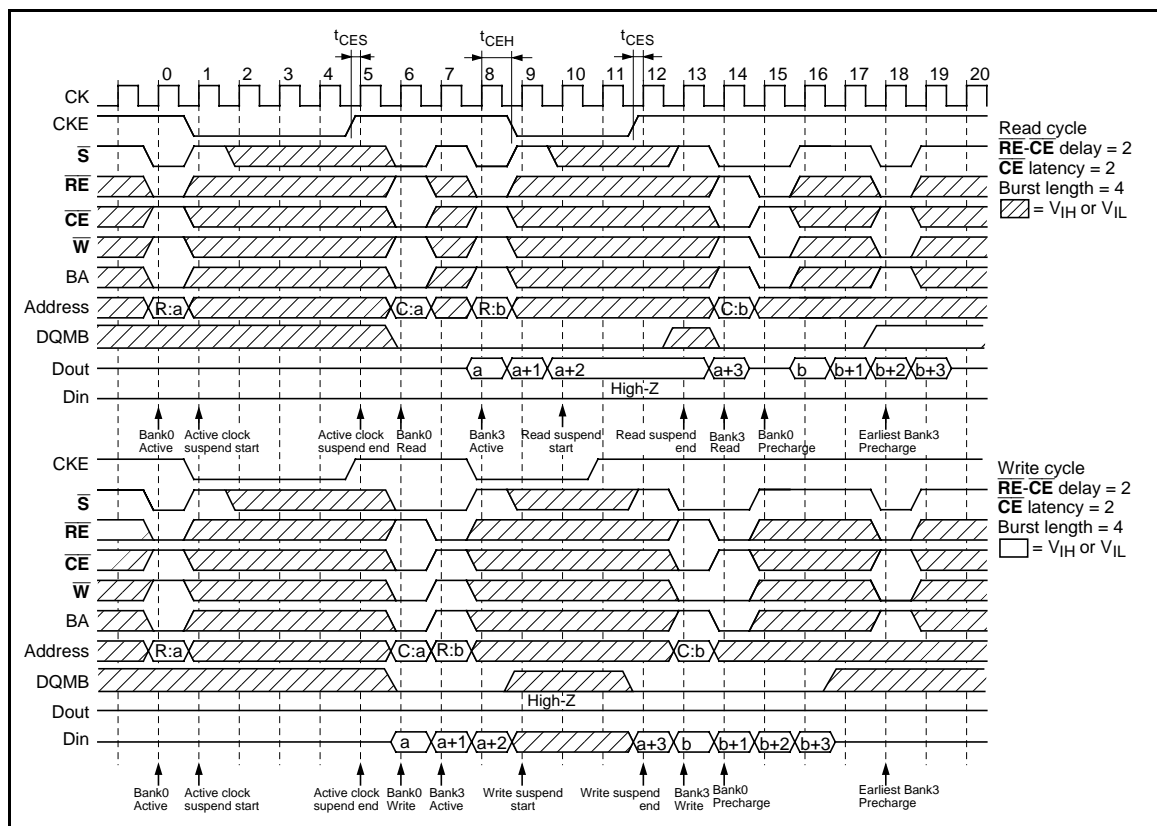 tCES tCEH tCES
0 1 2 3 4 5 6 7 8 9 10 11 12 13 14 15 16 17 18 19 20
CK
CKE
S
RE
CE
W
BA
Address R:a C:a R:b C:b
DQMB
Dout a a+1 a+2 a+3 b b+1 b+2 b+3
High-Z
Din
Bank0 Active
Active clock suspend start
Active clock suspend end
Bank0 Read
Bank3 Active
Read suspend start
Read suspend end
Bank3 Read
Bank0 Precharge
Earliest Bank3 Precharge
Read cycle
RE-CE delay = 2
CE latency = 2
Burst length = 4
= VIH or VIL
CKE
S
RE
CE
W
BA
Address R:a C:a R:b C:b
DQMB
High-Z
Dout
Din a a+1 a+2 a+3 b b+1 b+2 b+3
Bank0 Active
Active clock suspend start
Active clock supend end
Bank0 Write
Bank3 Active
Write suspend start
Write suspend end
Bank3 Write
Bank0 Precharge
Earliest Bank3 Precharge
Write cycle
RE-CE delay = 2
CE latency = 2
Burst length = 4
= VIH or VIL